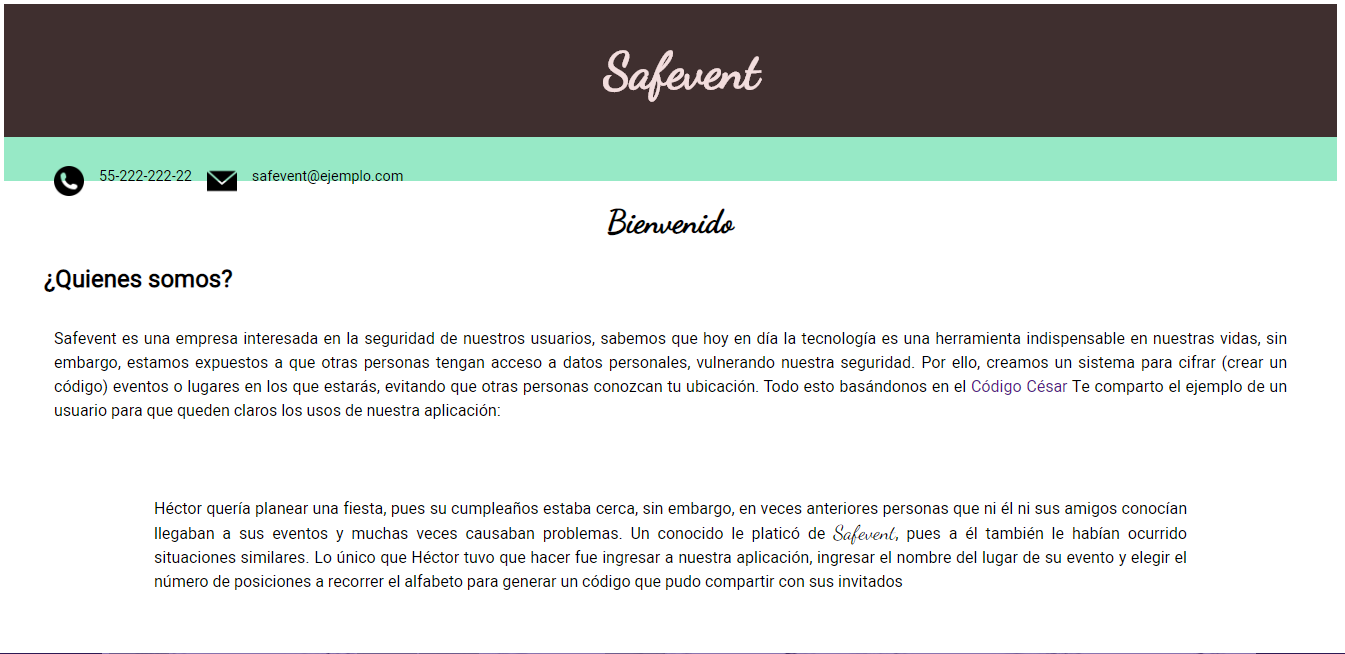 Safevent
55-222-222-22 safevent@ejemplo.com
Bienvenido
¿Quienes somos?
Safevent es una empresa interesada en la seguridad de nuestros usuarios, sabemos que hoy en día la tecnología es una herramienta indispensable en nuestras vidas, sin
embargo, estamos expuestos a que otras personas tengan acceso a datos personales, vulnerando nuestra seguridad. Por ello, creamos un sistema para cifrar (crear un
código) eventos o lugares en los que estarás, evitando que otras personas conozcan tu ubicación. Todo esto basándonos en el Código César Te comparto el ejemplo de un
usuario para que queden claros los usos de nuestra aplicación:
Héctor quería planear una fiesta, pues su cumpleaños estaba cerca, sin embargo, en veces anteriores personas que ni él ni sus amigos conocían
llegaban a sus eventos y muchas veces causaban problemas. Un conocido le platicó de Safevent, pues a él también le habían ocurrido
situaciones similares. Lo único que Héctor tuvo que hacer fue ingresar a nuestra aplicación, ingresar el nombre del lugar de su evento y elegir el
número de posiciones a recorrer el alfabeto para generar un código que pudo compartir con sus invitados